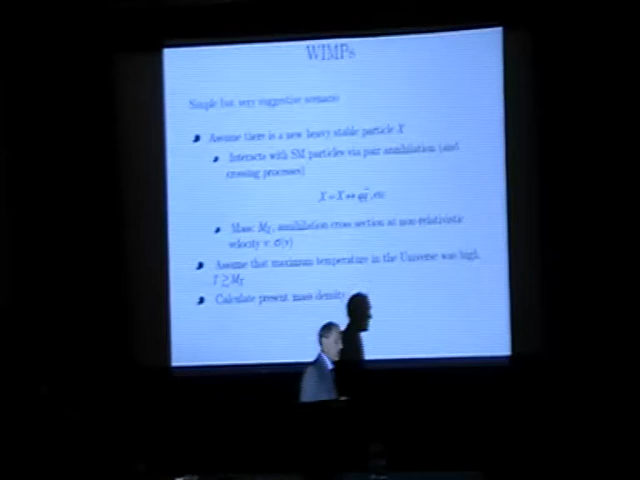 WIMPs
Simple but very suggestive scenario
Assume there is a new heavy stable particle X
Interacts with SM particles via pair annihilation (and
crossing processes)
X + X ↔ qq̄, etc
Mass: M_X, annihilation cross section at non-relativistic
velocity v: σ(v)
Assume that maximum temperature in the Universe was high,
T ≳ M_X
Calculate present mass density